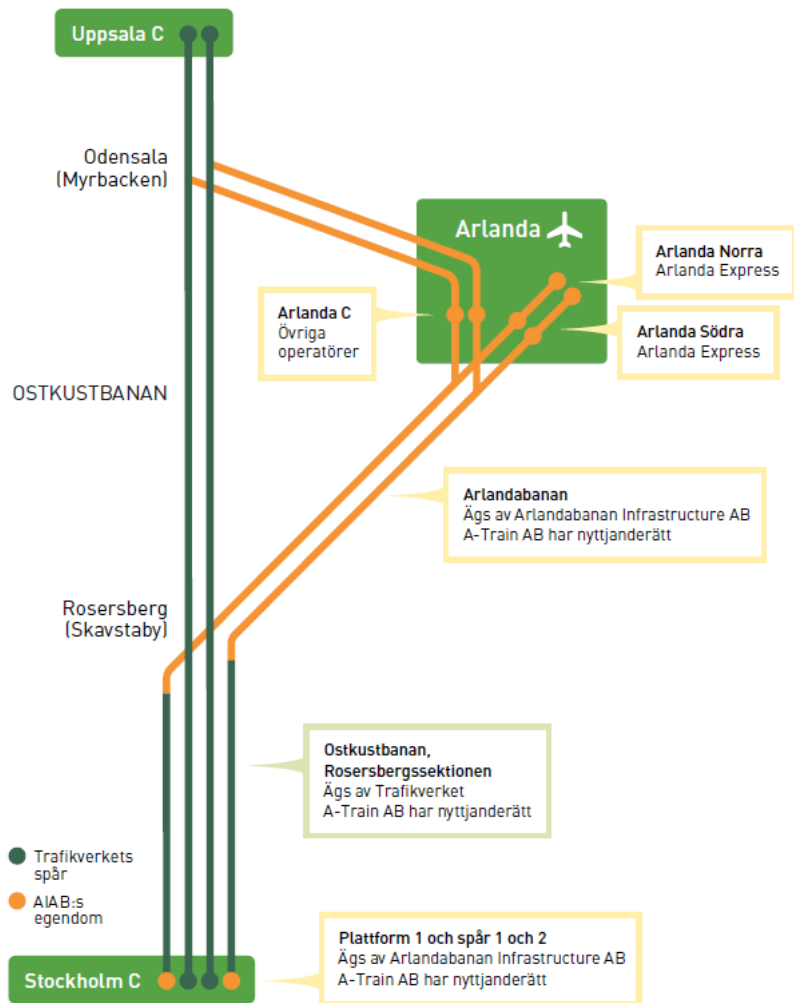 Uppsala C
Odensala
(Myrbacken)
Arlanda
Arlanda Norra
Arlanda Express
Arlanda C
Övriga
operatörer
Arlanda Södra
Arlanda Express
OSTKUSTBANAN
Arlandabanan
Ägs av Arlandabanan Infrastructure AB
A-Train AB har nyttjanderätt
Rosersberg
(Skavstaby)
Ostkustbanan,
Rosersbergssektionen
Ägs av Trafikverket
A-Train AB har nyttjanderätt
Trafikverkets
spår
AIAB:s
egendom
Plattform 1 och spår 1 och 2
Ägs av Arlandabanan Infrastructure AB
A-Train AB har nyttjanderätt
Stockholm C